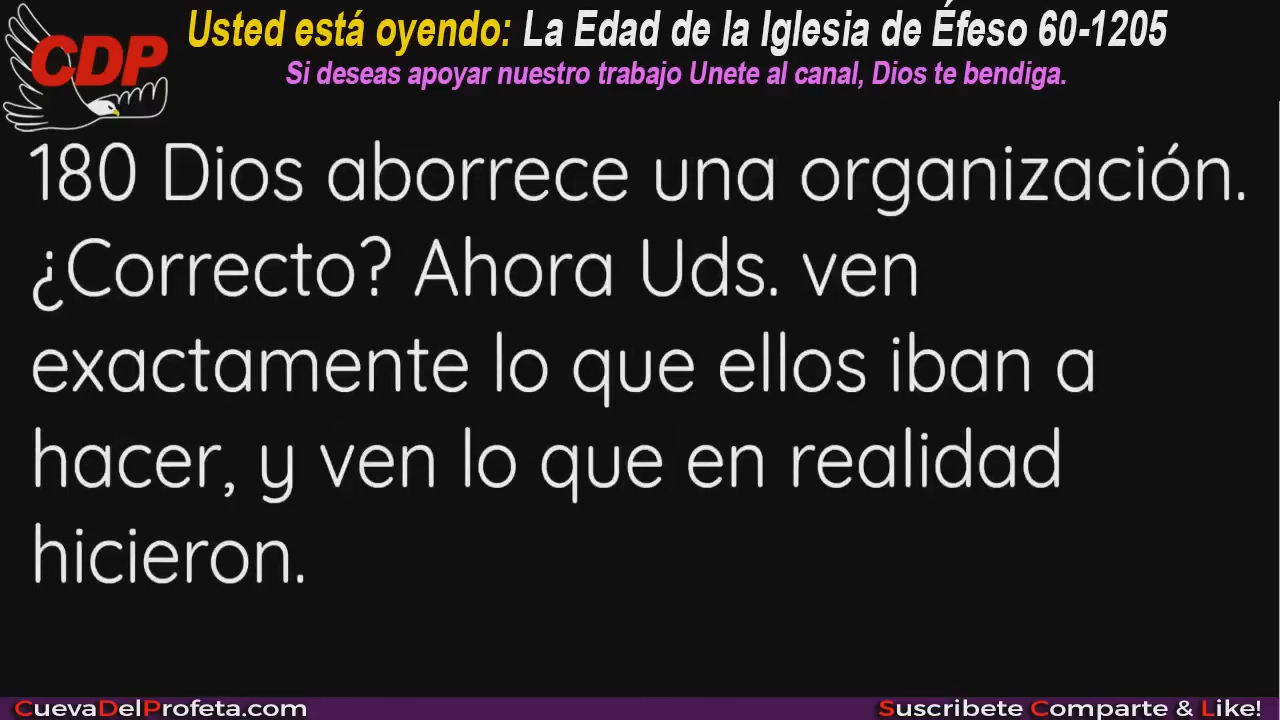 CDP
Usted está oyendo: La Edad de la Iglesia de Éfeso 60-1205
Si deseas apoyar nuestro trabajo Unete al canal, Dios te bendiga.
180 Dios aborrece una organización.
¿Correcto? Ahora Uds. ven
exactamente lo que ellos iban a
hacer, y ven lo que en realidad
hicieron.
CuevaDelProfeta.com
Suscribete Comparte & Like!